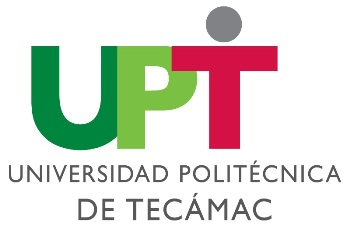 UPT
UNIVERSIDAD POLITÉCNICA
DE TECÁMAC